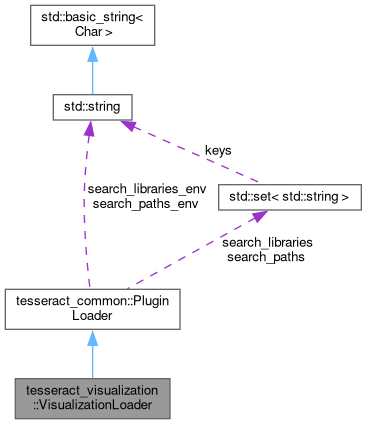 std::basic_string<
Char >
std::string
keys
search_libraries_env
search_paths_env
std::set< std::string >
search_libraries
search_paths
tesseract_common::Plugin
Loader
tesseract_visualization
::VisualizationLoader